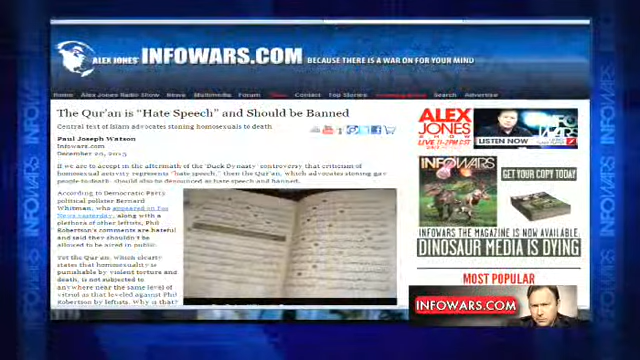 ALEX JONES' INFOWARS.COM BECAUSE THERE IS A WAR ON FOR YOUR MIND
Home Alex Jones Radio Show News Multimedia Forum Contact Top Stories Search Advertise
The Qur'an is "Hate Speech" and Should be Banned
Central text of Islam advocates stoning homosexuals to death
Paul Joseph Watson
Infowars.com
December 20, 2013
If we are to accept in the aftermath of the "Duck Dynasty" controversy that criticism of
homosexual activity represents "hate speech," then the Qur'an, which advocates stoning gay
people to death, should also be denounced as hate speech and banned.
According to Democratic Party
political pollster Bernard
Whitman, who appeared on Fox
News yesterday, along with a
plethora of other leftists, Phil
Robertson's comments are hateful
and said they shouldn't be
allowed to be aired in public.
Yet the Qur'an, which clearly
states that homosexuality is
punishable by violent torture and
death, is not subjected to
anywhere near the same level of
vitriol as that leveled against Phil
Robertson by leftists. Why is that?
ALEX
JONES
SHOW
LISTEN NOW
INFOWARS
GET YOUR COPY TODAY
INFOWARS THE MAGAZINE IS NOW AVAILABLE
DINOSAUR MEDIA IS DYING
MOST POPULAR
INFOWARS.COM
INFOWARS
INFOWARS